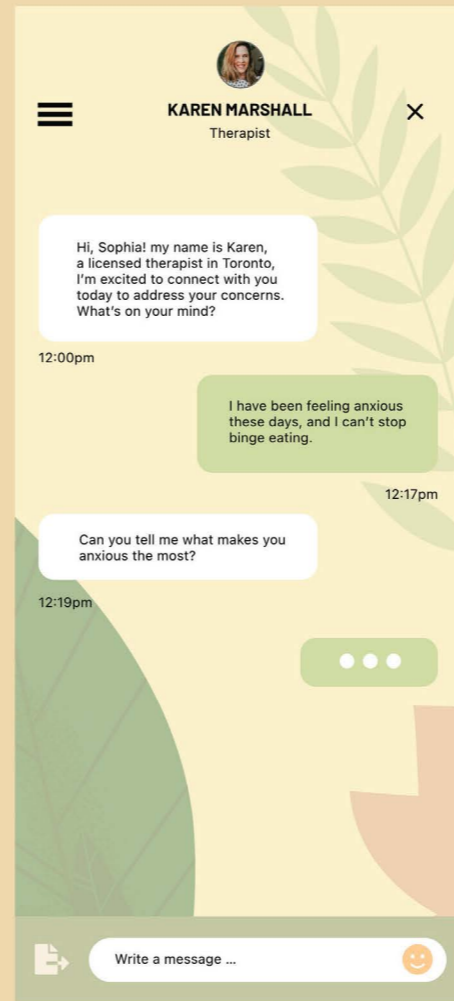 KAREN MARSHALL
Therapist
Hi, Sophia! my name is Karen,
a licensed therapist in Toronto,
I'm excited to connect with you
today to address your concerns.
What's on your mind?
12:00pm
I have been feeling anxious
these days, and I can't stop
binge eating.
12:17pm
Can you tell me what makes you
anxious the most?
12:19pm
Write a message ...